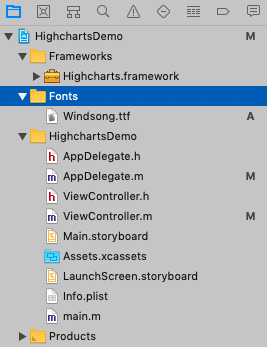 HighchartsDemo M
Frameworks
Highcharts.framework
Fonts
Windsong.ttf A
HighchartsDemo
h AppDelegate.h
m AppDelegate.m M
h ViewController.h
m ViewController.m M
Main.storyboard
Assets.xcassets
LaunchScreen.storyboard
Info.plist
m main.m
Products